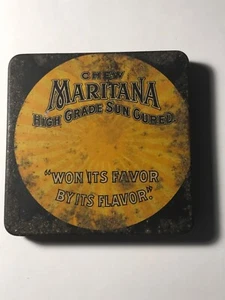 CHEW
MARITANA
HIGH GRADE SUN CURED.
"WON ITS FAVOR
BY ITS FLAVOR."